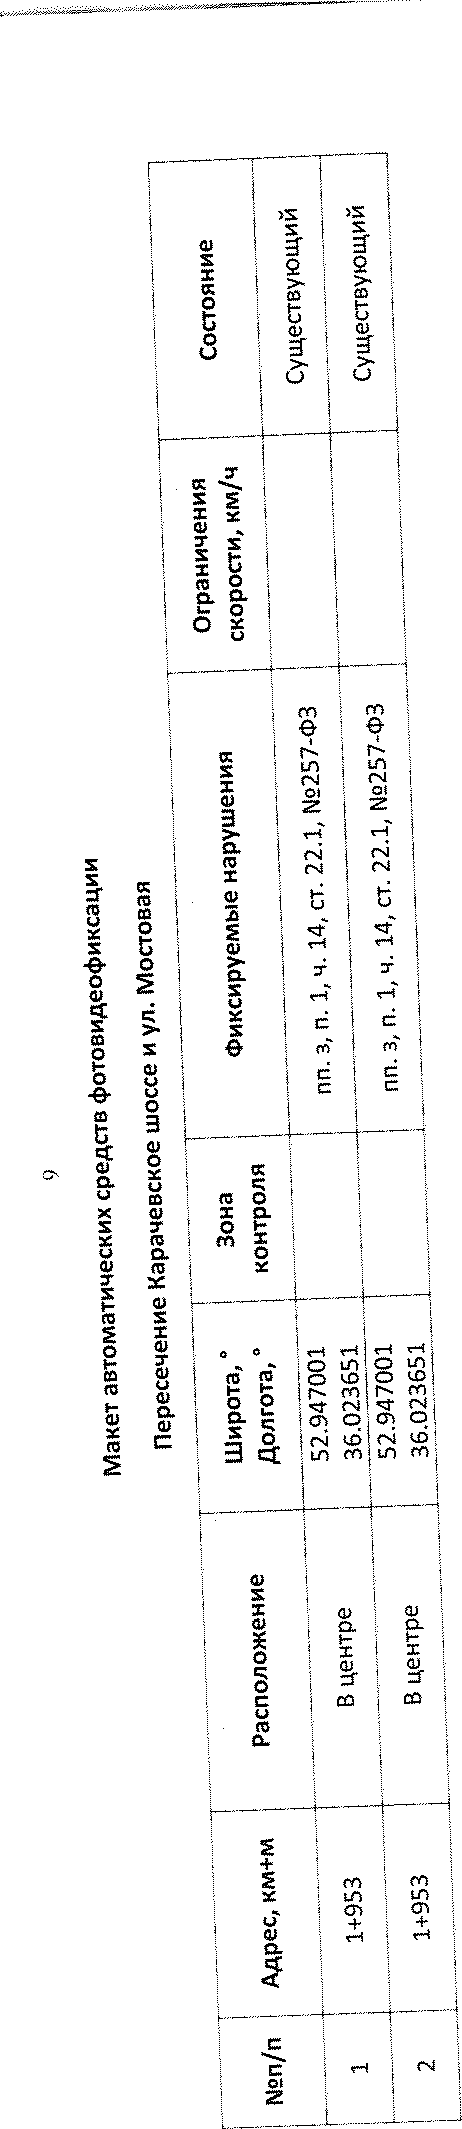 9
Макет автоматических средств фотовидеофиксации
Пересечение Карачевское шоссе и ул. Мостовая
№п/п Адрес, км+м Расположение Широта, ° Долгота, ° Зона контроля Фиксируемые нарушения Ограничения скорости, км/ч Состояние
1 1+953 В центре 52.947001 36.023651 пп. з, п. 1, ч. 14, ст. 22.1, №257-ФЗ Существующий
2 1+953 В центре 52.947001 36.023651 пп. з, п. 1, ч. 14, ст. 22.1, №257-ФЗ Существующий